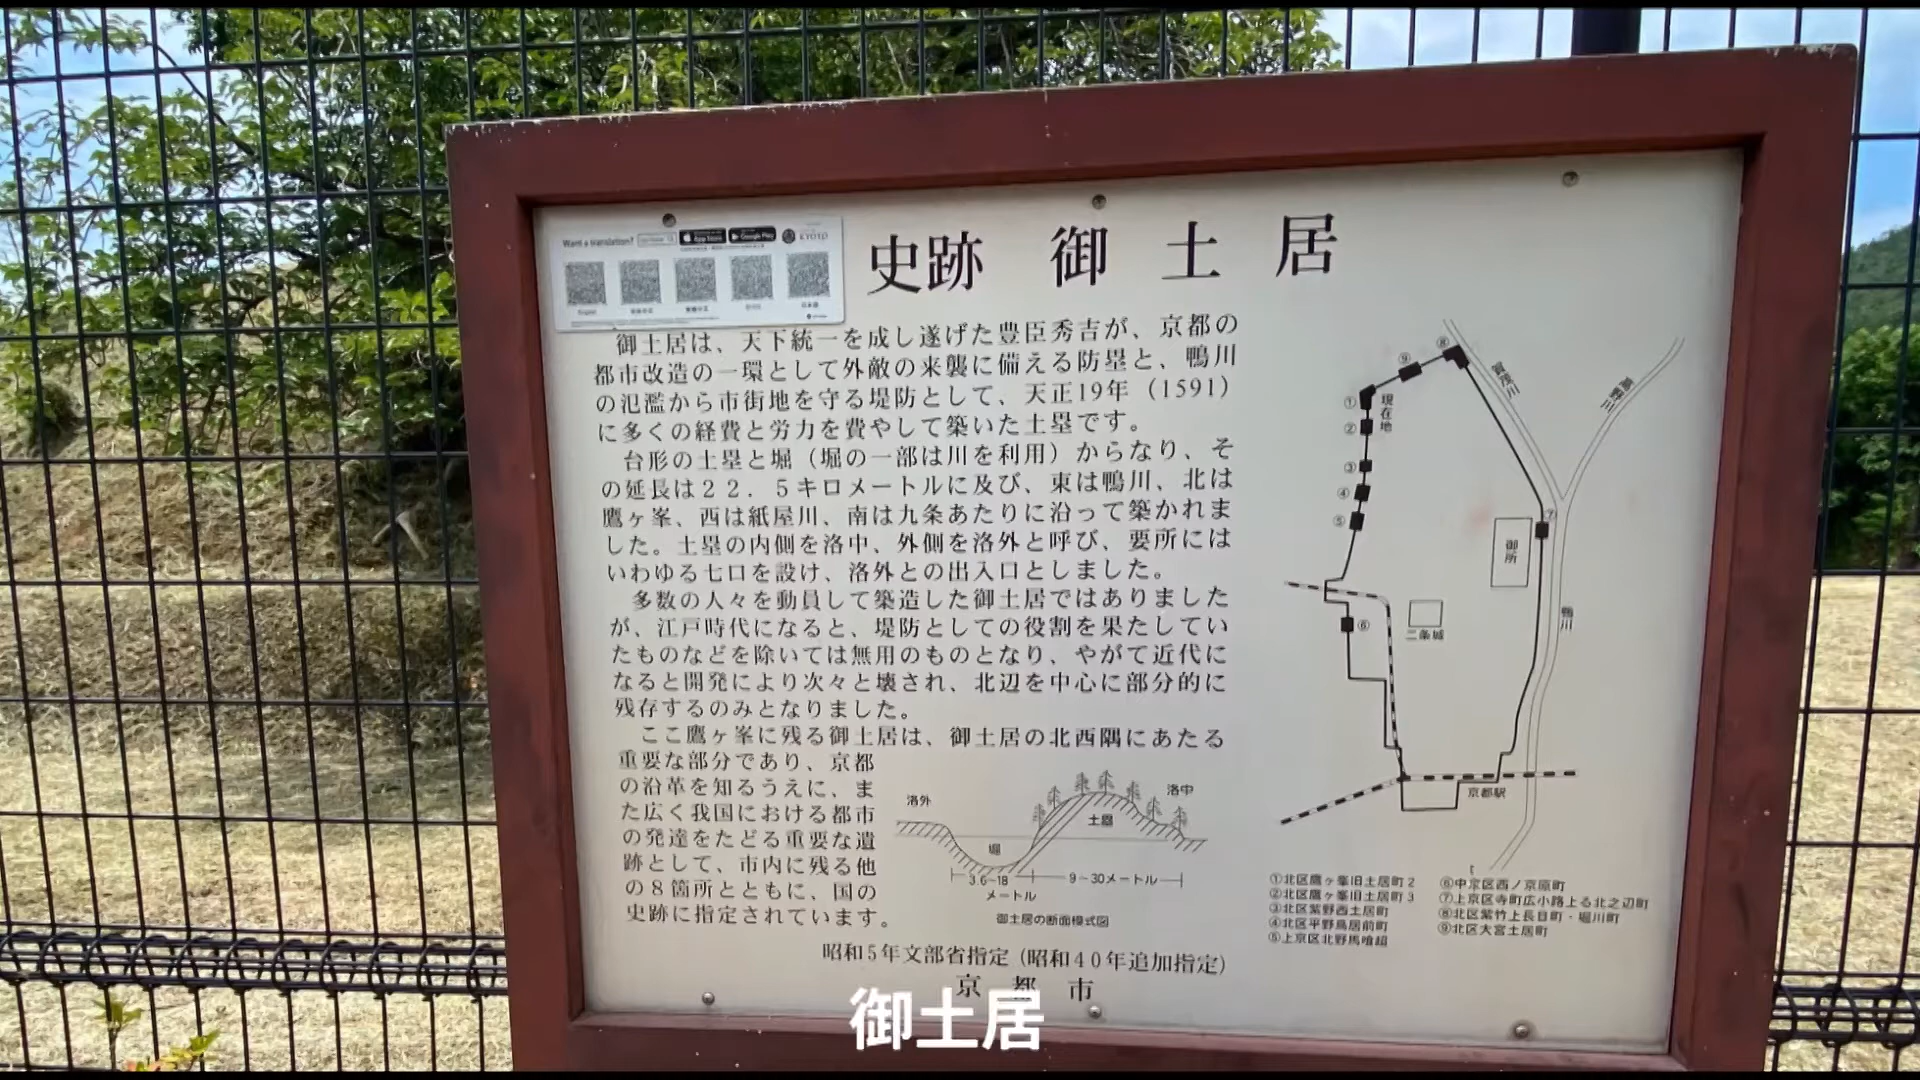 Want a translation?
App Store
Google Play
KYOTO
English
日本語
史跡 御土居
御土居は、天下統一を成し遂げた豊臣秀吉が、京都の
都市改造の一環として外敵の来襲に備える防塁と、鴨川
の氾濫から市街地を守る堤防として、天正19年（1591）
に多くの経費と労力を費やして築いた土塁です。
台形の土塁と堀（堀の一部は川を利用）からなり、そ
の延長は２２．５キロメートルに及び、東は鴨川、北は
鷹ヶ峯、西は紙屋川、南は九条あたりに沿って築かれま
した。土塁の内側を洛中、外側を洛外と呼び、要所には
いわゆる七口を設け、洛外との出入口としました。
多数の人々を動員して築造した御土居ではありました
が、江戸時代になると、堤防としての役割を果たしてい
たものなどを除いては無用のものとなり、やがて近代に
なると開発により次々と壊され、北辺を中心に部分的に
残存するのみとなりました。
ここ鷹ヶ峯に残る御土居は、御土居の北西隅にあたる
重要な部分であり、京都
の沿革を知るうえに、ま
た広く我国における都市
の発達をたどる重要な遺
跡として、市内に残る他
の８箇所とともに、国の
史跡に指定されています。
洛外
洛中
土塁
堀
3.6~18
メートル
9～30メートル
御土居の断面模式図
昭和５年文部省指定（昭和４０年追加指定）
京都市
⑧
⑨
賀茂川
高野川
①
現在地
②
③
④
⑤
⑦
御所
鴨川
二条城
⑥
京都駅
①北区鷹ヶ峯旧土居町２
②北区鷹ヶ峯旧土居町３
③北区紫野西土居町
④北区平野鳥居前町
⑤上京区北野馬喰町
⑥中京区西ノ京原町
⑦上京区寺町広小路上る北之辺町
⑧北区紫竹上長目町・堀川町
⑨北区大宮土居町
御土居